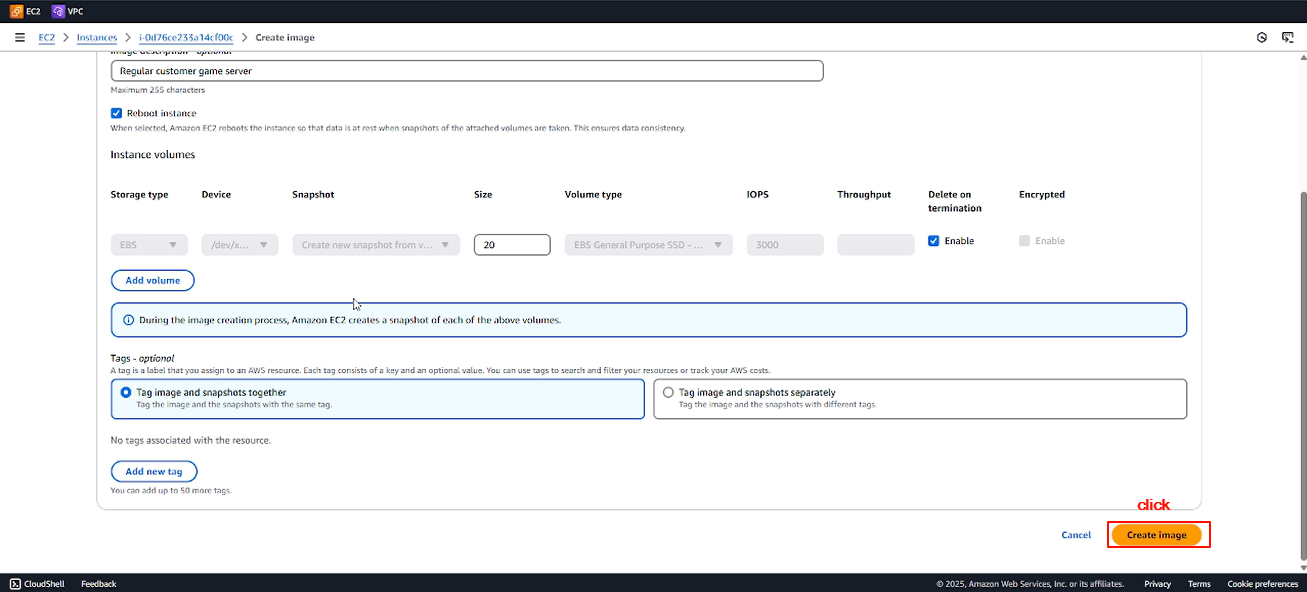 EC2 VPC
EC2 > Instances > i-0d76ce233a14cf00c > Create image
Image description - optional
Regular customer game server
Maximum 255 characters
Reboot instance
When selected, Amazon EC2 reboots the instance so that data is at rest when snapshots of the attached volumes are taken. This ensures data consistency.
Instance volumes
Storage type Device Snapshot Size Volume type IOPS Throughput Delete on termination Encrypted
EBS /dev/x... Create new snapshot from v... 20 EBS General Purpose SSD - ... 3000 Enable Enable
Add volume
During the image creation process, Amazon EC2 creates a snapshot of each of the above volumes.
Tags - optional
A tag is a label that you assign to an AWS resource. Each tag consists of a key and an optional value. You can use tags to search and filter your resources or track your AWS costs.
Tag image and snapshots together
Tag the image and the snapshots with the same tag.
Tag image and snapshots separately
Tag the image and the snapshots with different tags.
No tags associated with the resource.
Add new tag
You can add up to 50 more tags.
click
Cancel Create image
CloudShell Feedback © 2025, Amazon Web Services, Inc. or its affiliates. Privacy Terms Cookie preferences